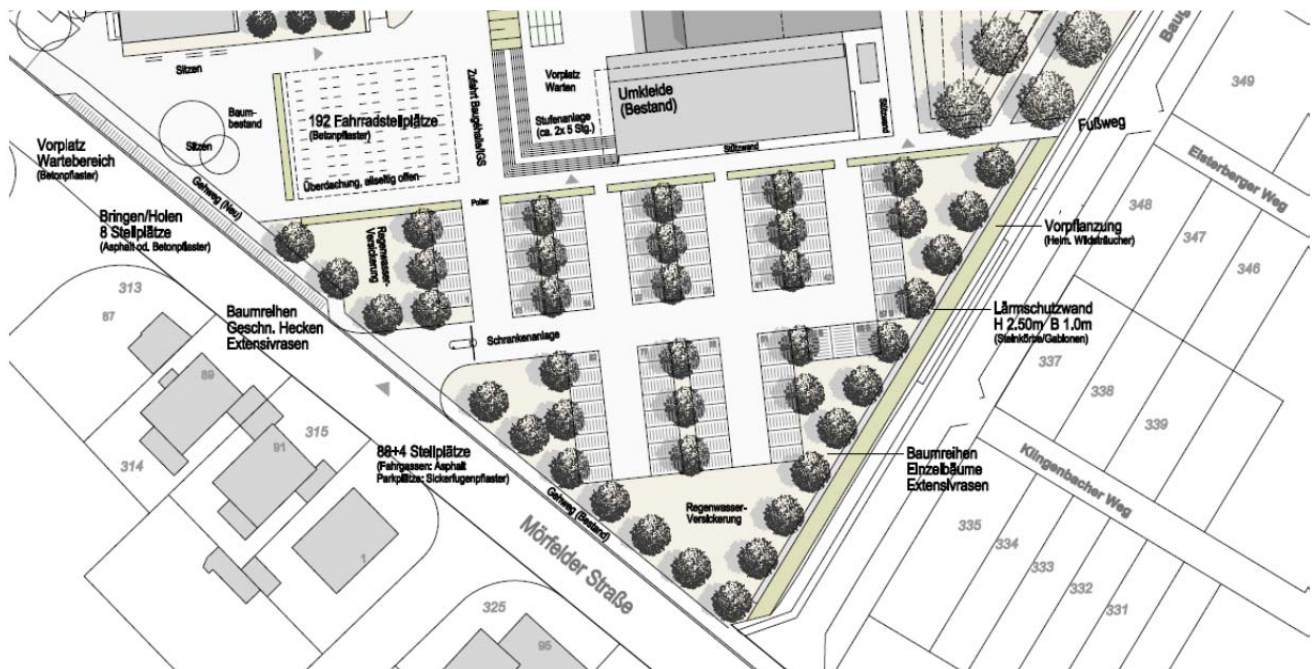 Sitzen
Baum-
bestand
Sitzen
192 Fahrradstellplätze
(Betonpflaster)
Überdachung, allseitig offen
Zufahrt Baugehalle/IGS
Vorplatz
Warten
Stufenanlage
(ca. 2x 5 Stg.)
Umkleide
(Bestand)
Stützwand
Stützwand
Fußweg
349
Elsterberger Weg
348
347
346
Vorplatz
Wartebereich
(Betonpflaster)
Gehweg (Neu)
Bringen/Holen
8 Stellplätze
(Asphalt od. Betonpflaster)
Poller
Regenwasser-
Versickerung
Vorpflanzung
(Heim. Wildsträucher)
313
87
Baumreihen
Geschn. Hecken
Extensivrasen
Schrankenanlage
Lärmschutzwand
H 2.50m B 1.0m
(Steinkörbe/Gabionen)
337
338
339
89
91
315
314
1
88+4 Stellplätze
(Fahrgassen: Asphalt
Parkplätze: Sickerfugenpflaster)
Baumreihen
Einzelbäume
Extensivrasen
Klingenbacher Weg
Gehweg (Bestand)
Regenwasser-
Versickerung
Mörfelder Straße
335
334
333
332
331
325
95